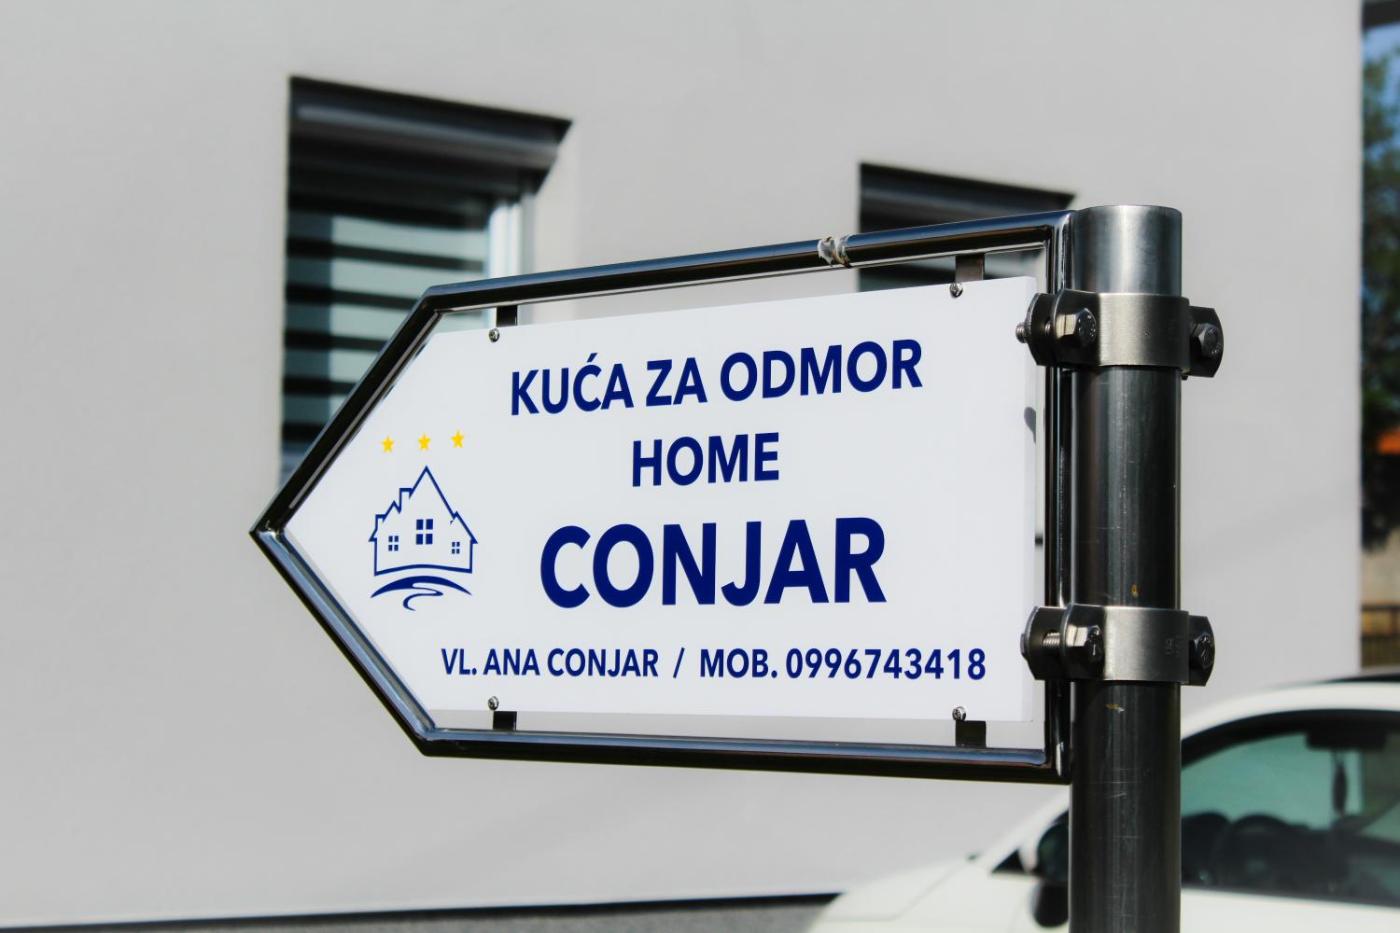 KUĆA ZA ODMOR
HOME
CONJAR
VL. ANA CONJAR / MOB. 0996743418